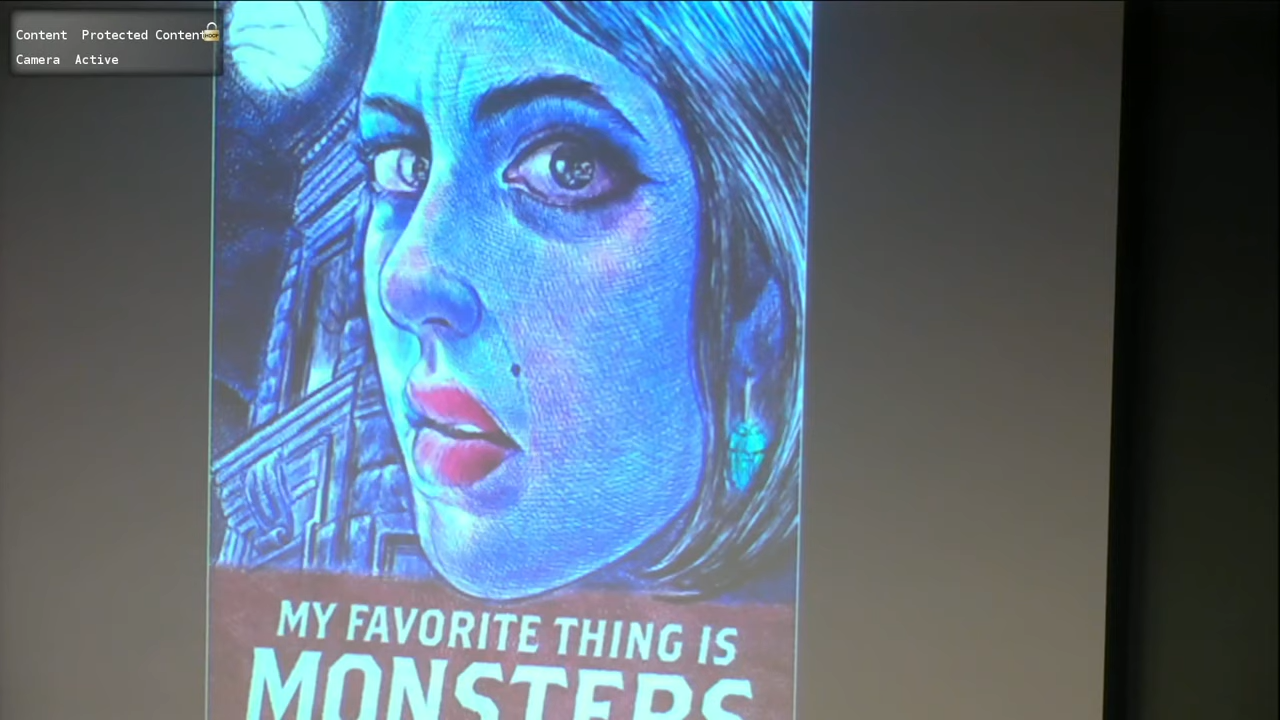 Content Protected Content
Camera Active
MY FAVORITE THING IS
MONSTERS